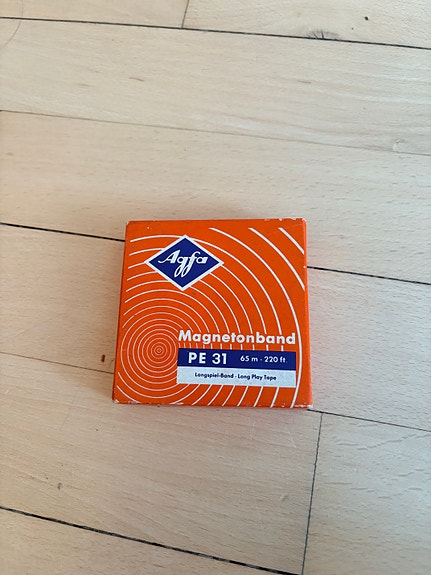 Agfa
Magnetonband
PE 31 65 m - 220 ft
Langspiel-Band - Long Play Tape